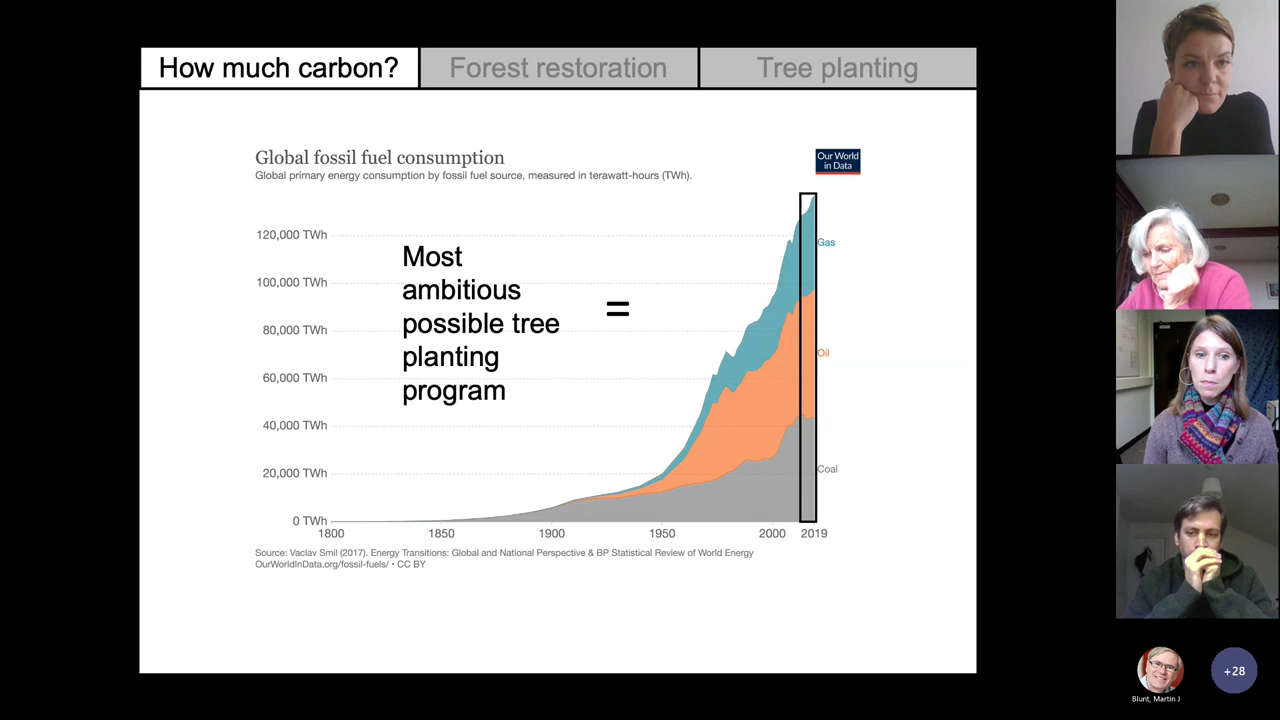 How much carbon?
Forest restoration
Tree planting
Global fossil fuel consumption
Global primary energy consumption by fossil fuel source, measured in terawatt-hours (TWh).
Our World
in Data
120,000 TWh
100,000 TWh
80,000 TWh
60,000 TWh
40,000 TWh
20,000 TWh
0 TWh
Most
ambitious
possible tree
planting
program
=
Gas
Oil
Coal
1800
1850
1900
1950
2000
2019
Source: Vaclav Smil (2017). Energy Transitions: Global and National Perspective & BP Statistical Review of World Energy
OurWorldInData.org/fossil-fuels/ • CC BY
Blunt, Martin J
+28